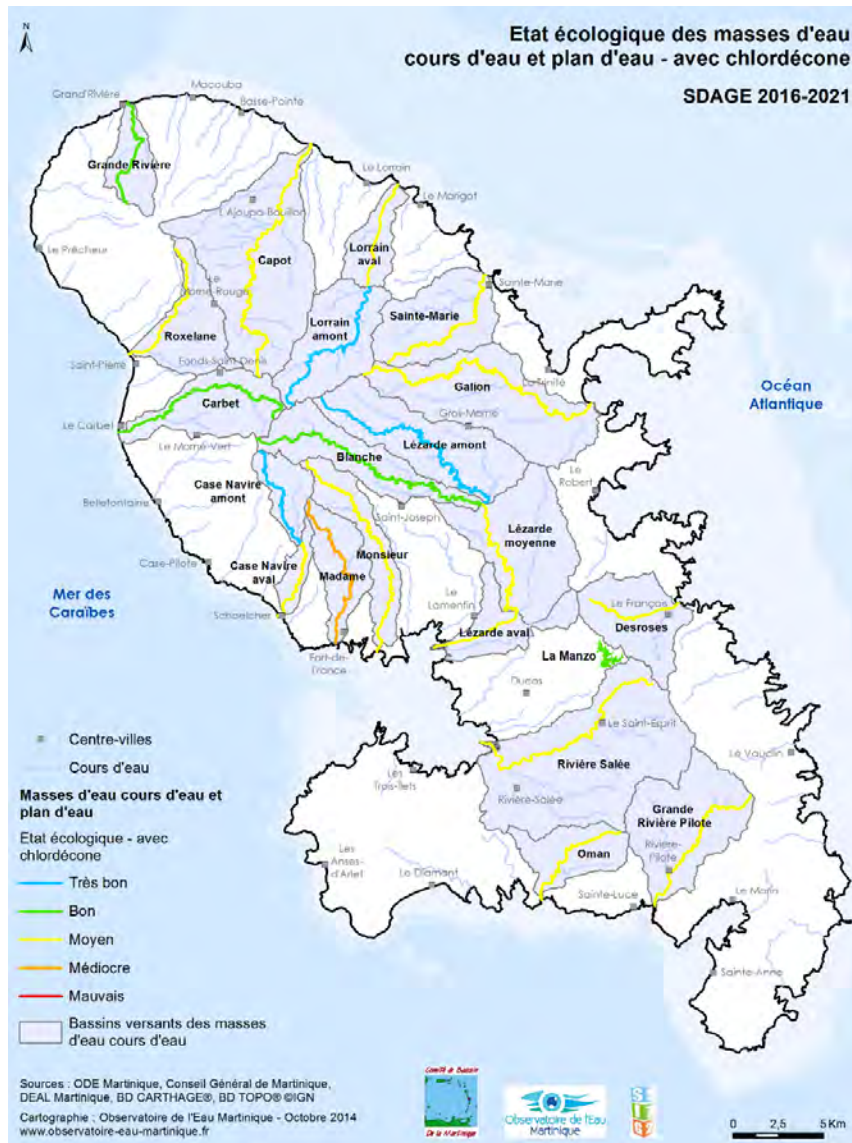 N
Etat écologique des masses d'eau
cours d'eau et plan d'eau - avec chlordécone
SDAGE 2016-2021
Macouba
Grand'Rivière
Basse-Pointe
Grande Rivière
Le Lorrain
Le Marigot
L'Ajoupa-Bouillon
Le Prêcheur
Capot
Lorrain
aval
Le
Morne-Rouge
Sainte-Marie
Sainte-Marie
Lorrain
amont
Roxelane
Saint-Pierre
Fonds-Saint-Denis
La Trinité
Galion
Océan
Atlantique
Carbet
Gros-Morne
Le Carbet
Le Morne-Vert
Lézarde amont
Blanche
Le
Robert
Case Navire
amont
Bellefontaine
Saint-Joseph
Lézarde
moyenne
Case-Pilote
Case Navire
aval
Monsieur
Madame
Mer des
Caraïbes
Le
Lamentin
Le François
Schoelcher
Desroses
Lézarde aval
Fort-de-
France
La Manzo
Ducos
Le Saint-Esprit
Centre-villes
Cours d'eau
Le Vauclin
Rivière Salée
Les
Trois-Ilets
Rivière-Salée
Masses d'eau cours d'eau et
plan d'eau
Grande
Rivière Pilote
Etat écologique - avec
chlordécone
Rivière-
Pilote
Oman
Les
Anses-
d'Arlet
Le Diamant
Très bon
Sainte-Luce
Le Marin
Bon
Moyen
Médiocre
Sainte-Anne
Mauvais
Bassins versants des masses
d'eau cours d'eau
Sources : ODE Martinique, Conseil Général de Martinique,
DEAL Martinique, BD CARTHAGE®, BD TOPO® ©IGN
Cartographie : Observatoire de l'Eau Martinique - Octobre 2014
www.observatoire-eau-martinique.fr
Comité de Bassin
De la Martinique
Observatoire de l'Eau
Martinique
0 2,5 5 Km